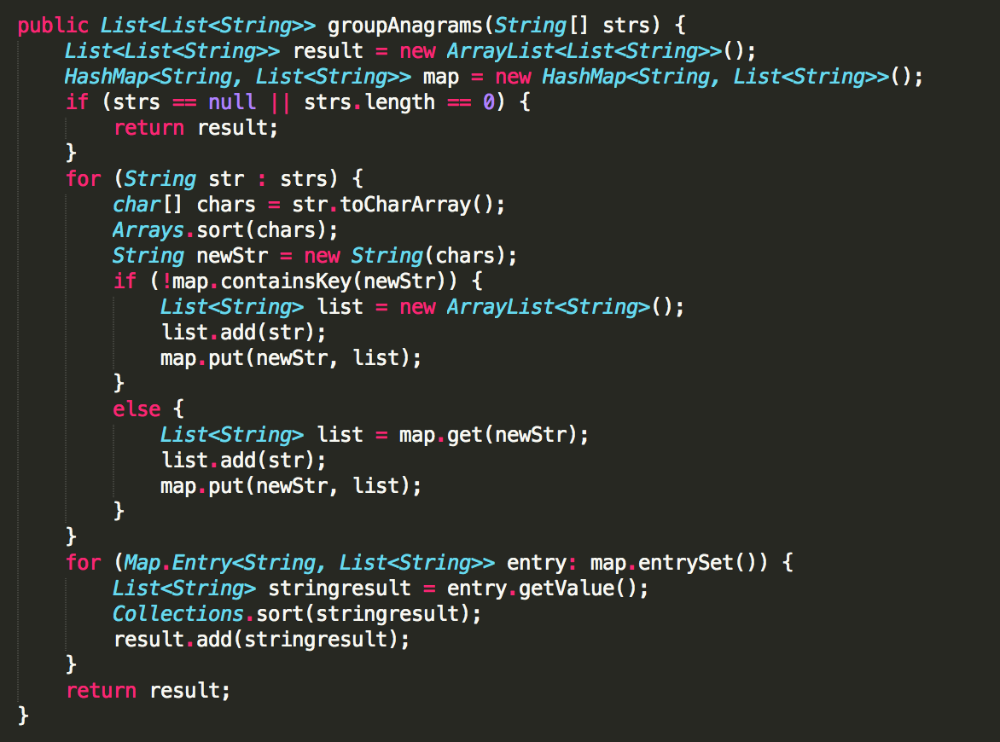 public List<List<String>> groupAnagrams(String[] strs) {
    List<List<String>> result = new ArrayList<List<String>>();
    HashMap<String, List<String>> map = new HashMap<String, List<String>>();
    if (strs == null || strs.length == 0) {
        return result;
    }
    for (String str : strs) {
        char[] chars = str.toCharArray();
        Arrays.sort(chars);
        String newStr = new String(chars);
        if (!map.containsKey(newStr)) {
            List<String> list = new ArrayList<String>();
            list.add(str);
            map.put(newStr, list);
        }
        else {
            List<String> list = map.get(newStr);
            list.add(str);
            map.put(newStr, list);
        }
    }
    for (Map.Entry<String, List<String>> entry: map.entrySet()) {
        List<String> stringresult = entry.getValue();
        Collections.sort(stringresult);
        result.add(stringresult);
    }
    return result;
}